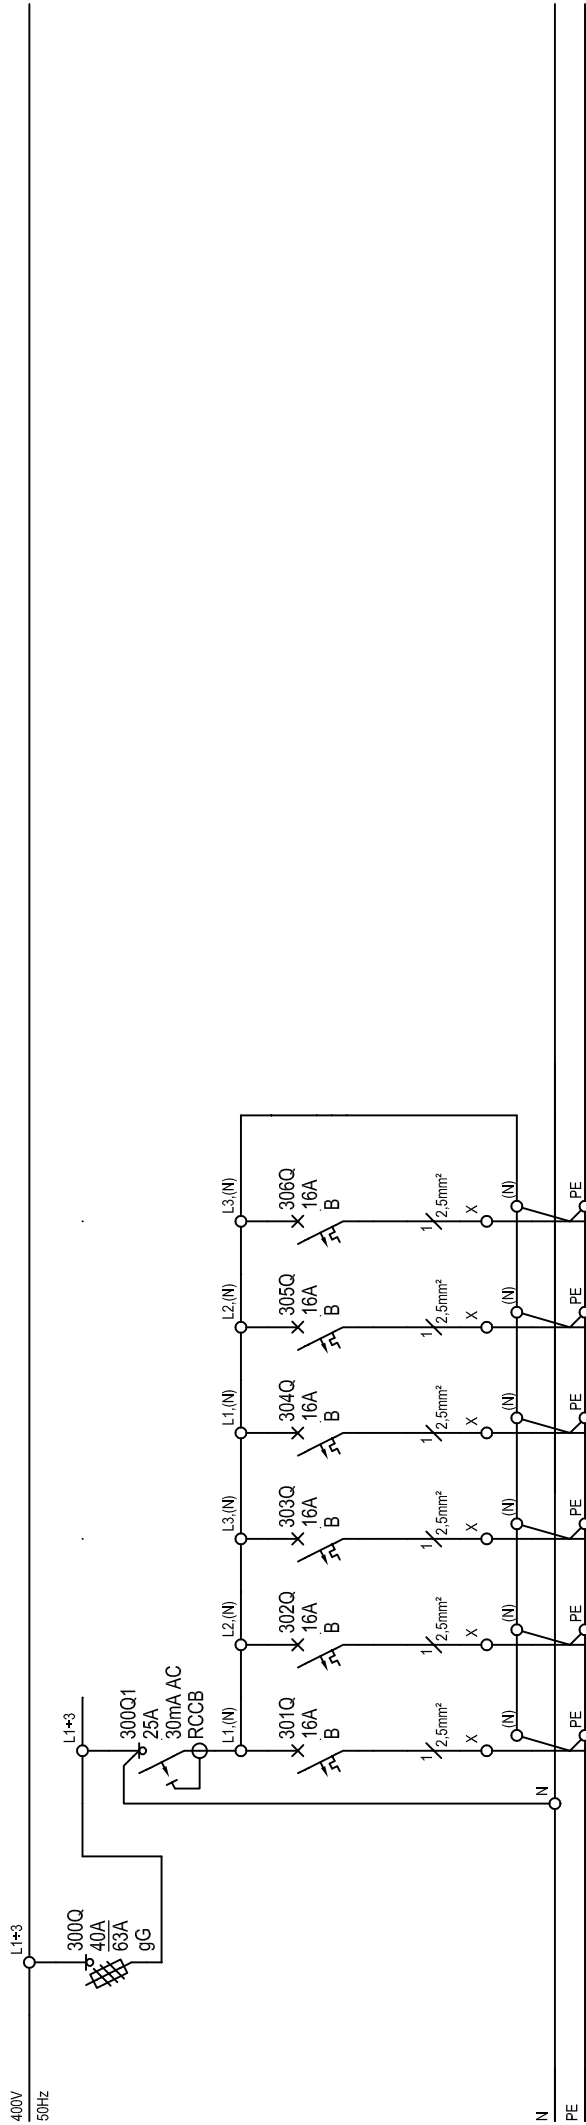 400V
50Hz
L1÷3
300Q
40A
63A
gG
L1÷3
300Q1
25A
30mA AC
RCCB
L1,(N)
L2,(N)
L3,(N)
L1,(N)
L2,(N)
L3,(N)
301Q
16A
B
302Q
16A
B
303Q
16A
B
304Q
16A
B
305Q
16A
B
306Q
16A
B
1 2,5mm²
1 2,5mm²
1 2,5mm²
1 2,5mm²
1 2,5mm²
1 2,5mm²
X
X
X
X
X
X
(N)
(N)
(N)
(N)
(N)
(N)
N
N
PE
PE
PE
PE
PE
PE
PE